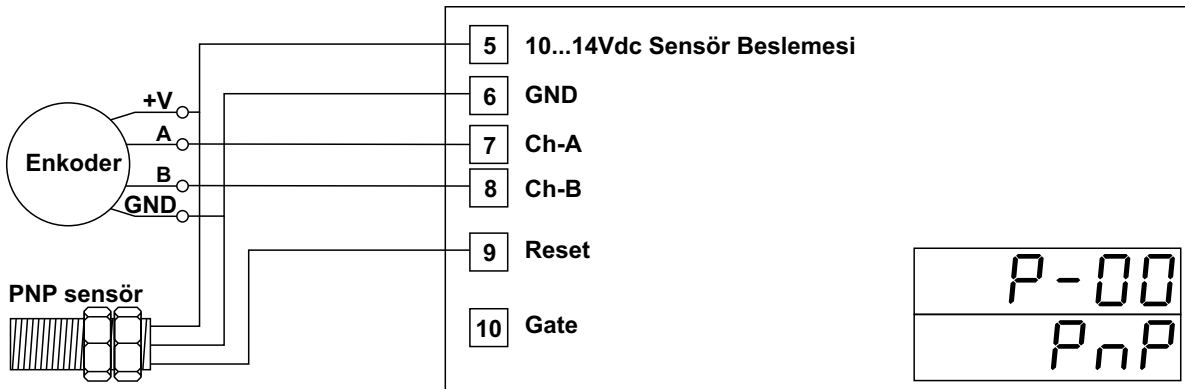 5 10...14Vdc Sensör Beslemesi
6 GND
+V
A
7 Ch-A
Enkoder
B
8 Ch-B
GND
9 Reset
PNP sensör
10 Gate
P-00
PnP